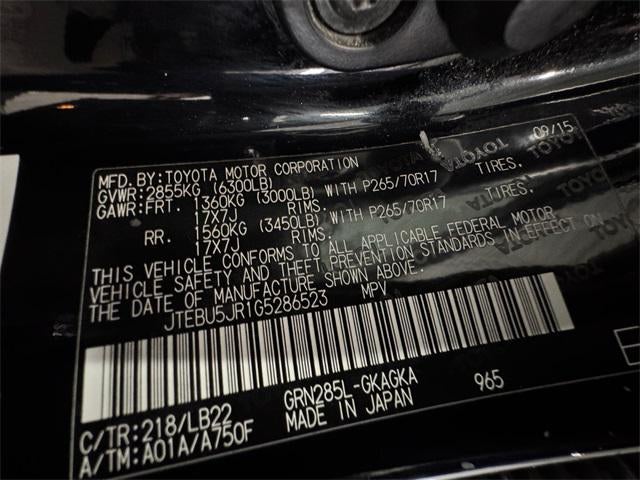 09/15
MFD.BY:TOYOTA MOTOR CORPORATION
GVWR:2855KG (6300LB)
GAWR:FRT. 1360KG (3000LB) WITH P265/70R17 TIRES,
17X7J RIMS,
RR. 1560KG (3450LB) WITH P265/70R17 TIRES,
17X7J RIMS
THIS VEHICLE CONFORMS TO ALL APPLICABLE FEDERAL MOTOR
VEHICLE SAFETY AND THEFT PREVENTION STANDARDS IN EFFECT ON
THE DATE OF MANUFACTURE SHOWN ABOVE.
JTEBU5JR1G5286523 MPV
C/TR:218/LB22 GRN285L-GKAGKA 965
A/TM:A01A/A750F MADE IN JAPAN